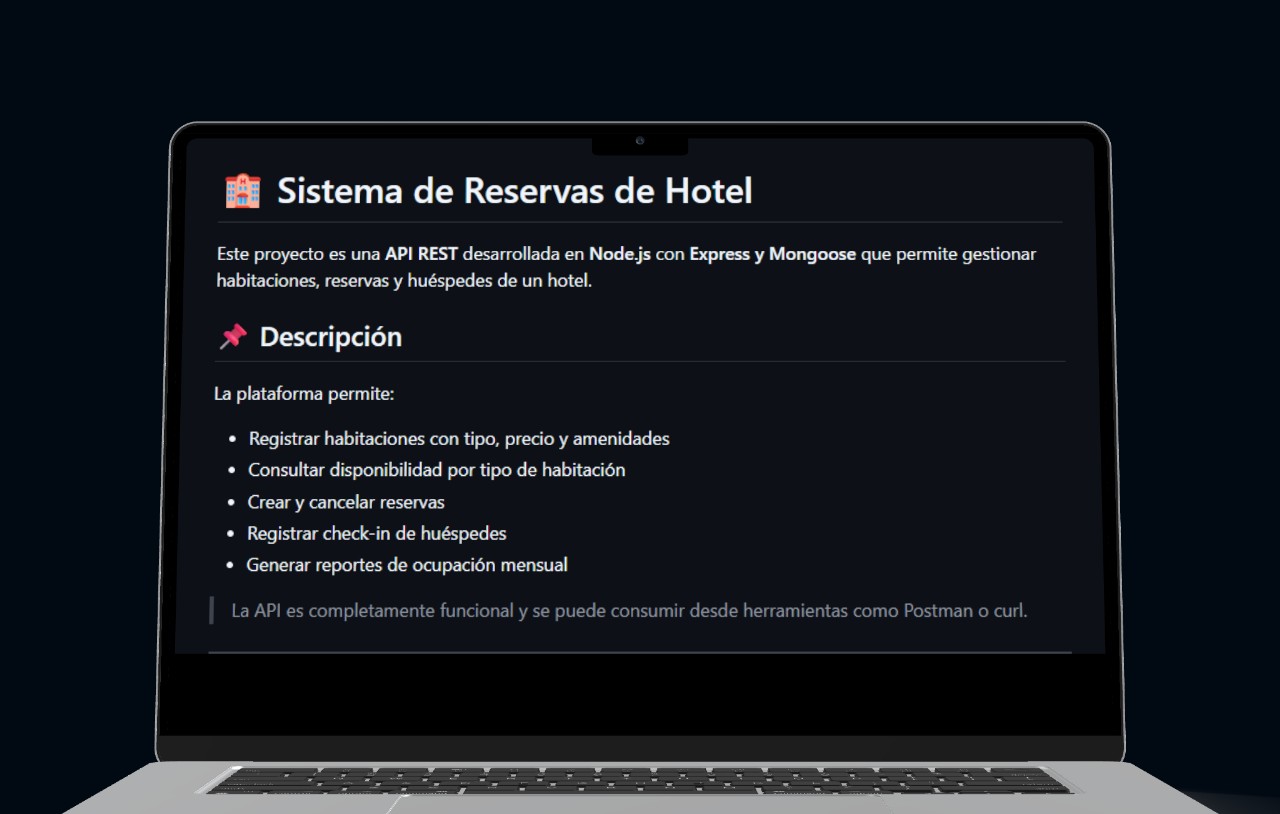 Sistema de Reservas de Hotel
Este proyecto es una API REST desarrollada en Node.js con Express y Mongoose que permite gestionar
habitaciones, reservas y huéspedes de un hotel.
Descripción
La plataforma permite:
• Registrar habitaciones con tipo, precio y amenidades
• Consultar disponibilidad por tipo de habitación
• Crear y cancelar reservas
• Registrar check-in de huéspedes
• Generar reportes de ocupación mensual
La API es completamente funcional y se puede consumir desde herramientas como Postman o curl.